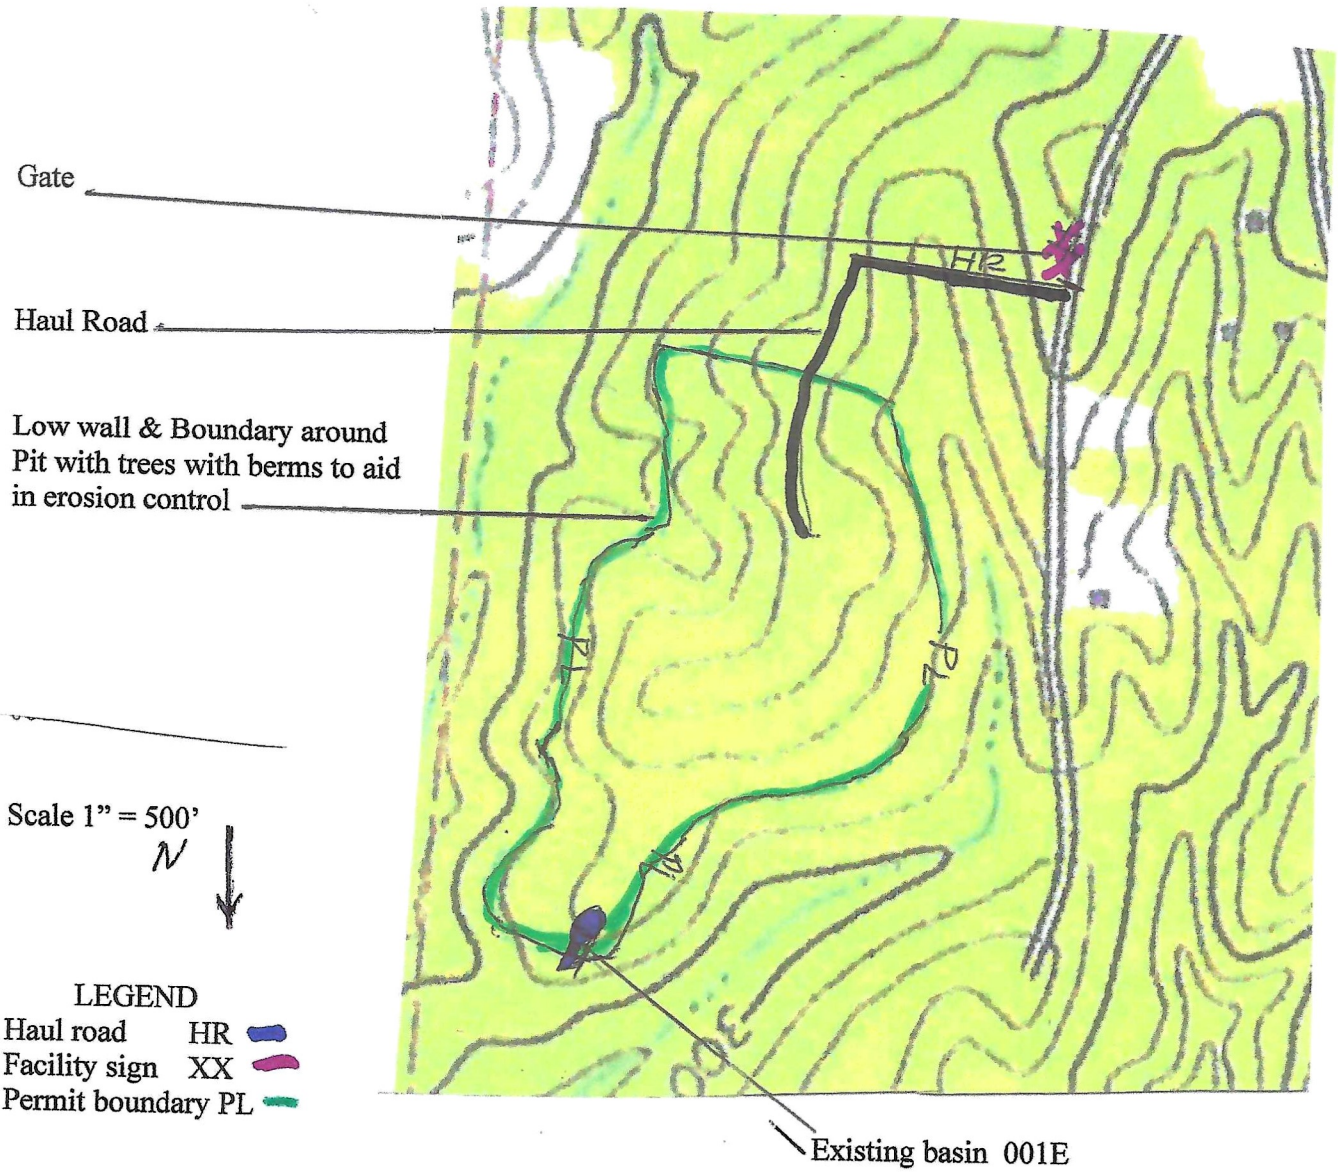 Gate
HR
Haul Road
Low wall & Boundary around
Pit with trees with berms to aid
in erosion control
PL
PL
Scale 1” = 500’
N
PL
LEGEND
Haul road HR
Facility sign XX
Permit boundary PL
300
Existing basin 001E